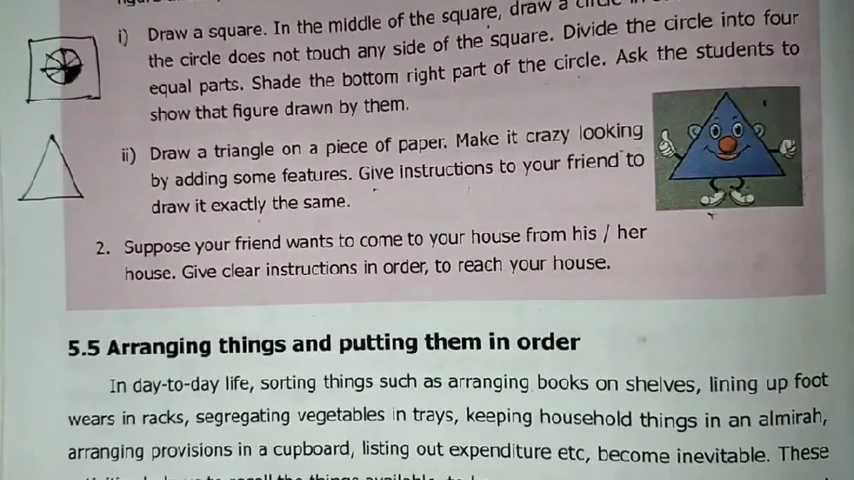 i) Draw a square. In the middle of the square, draw a circle in
the circle does not touch any side of the square. Divide the circle into four
equal parts. Shade the bottom right part of the circle. Ask the students to
show that figure drawn by them.
ii) Draw a triangle on a piece of paper. Make it crazy looking
by adding some features. Give instructions to your friend to
draw it exactly the same.
2. Suppose your friend wants to come to your house from his / her
house. Give clear instructions in order, to reach your house.
5.5 Arranging things and putting them in order
In day-to-day life, sorting things such as arranging books on shelves, lining up foot
wears in racks, segregating vegetables in trays, keeping household things in an almirah,
arranging provisions in a cupboard, listing out expenditure etc, become inevitable. These